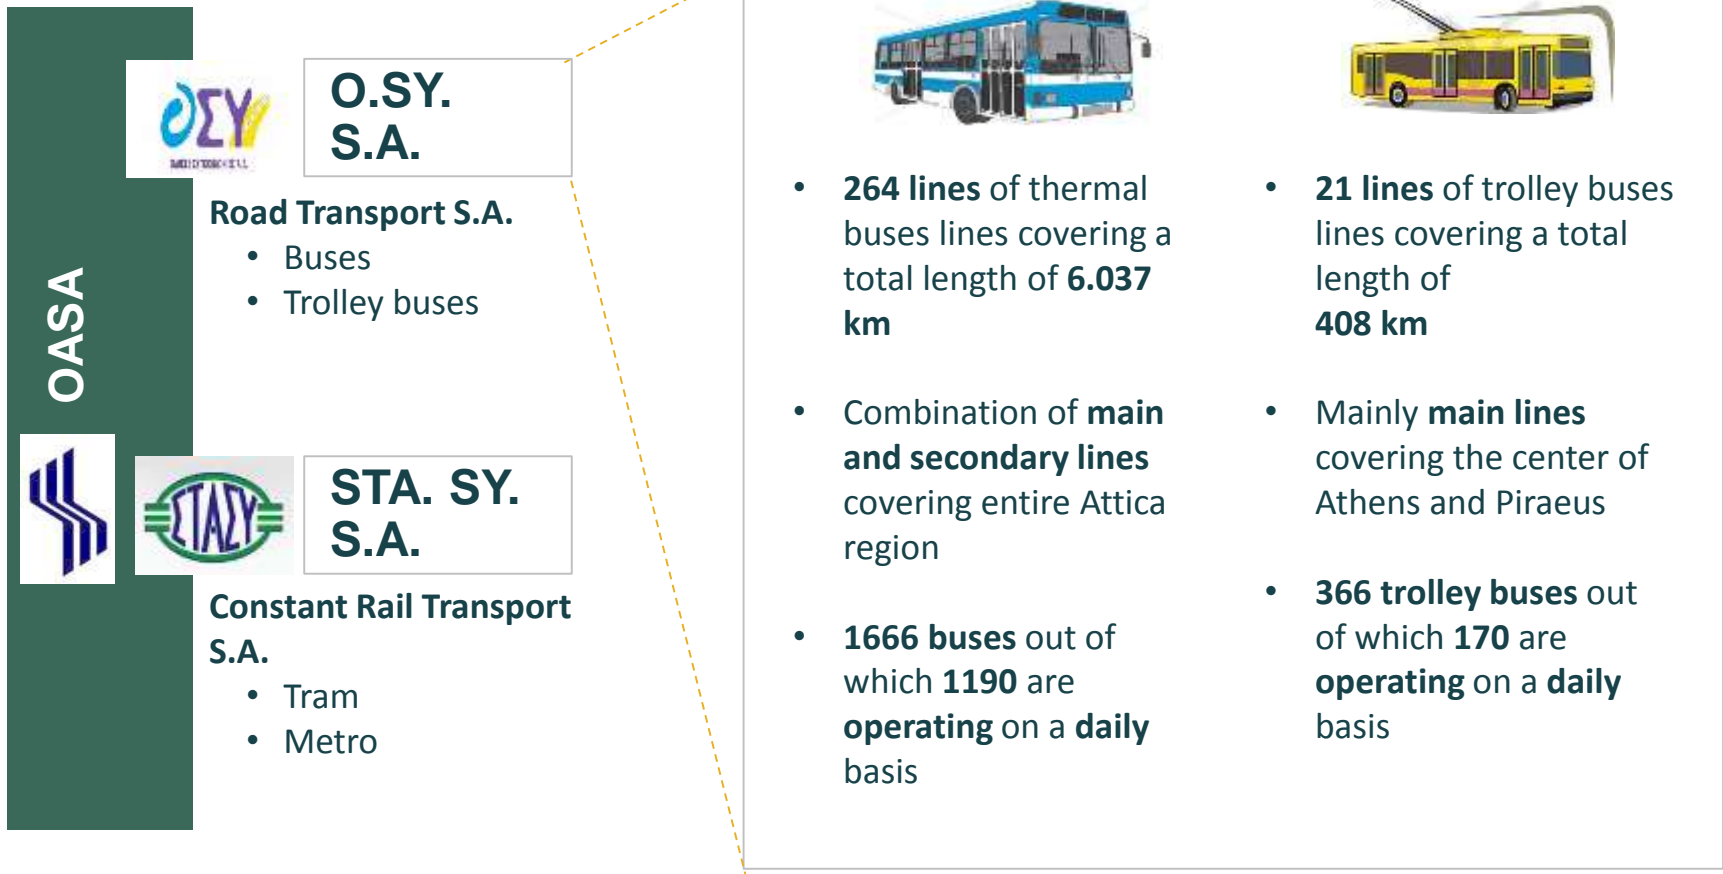 OASA
ΟΣΥ
O.SY.
S.A.
Road Transport S.A.
• Buses
• Trolley buses
ΣΤΑΣΥ
STA. SY.
S.A.
Constant Rail Transport
S.A.
• Tram
• Metro
• 264 lines of thermal
buses lines covering a
total length of 6.037
km
• Combination of main
and secondary lines
covering entire Attica
region
• 1666 buses out of
which 1190 are
operating on a daily
basis
• 21 lines of trolley buses
lines covering a total
length of
408 km
• Mainly main lines
covering the center of
Athens and Piraeus
• 366 trolley buses out
of which 170 are
operating on a daily
basis